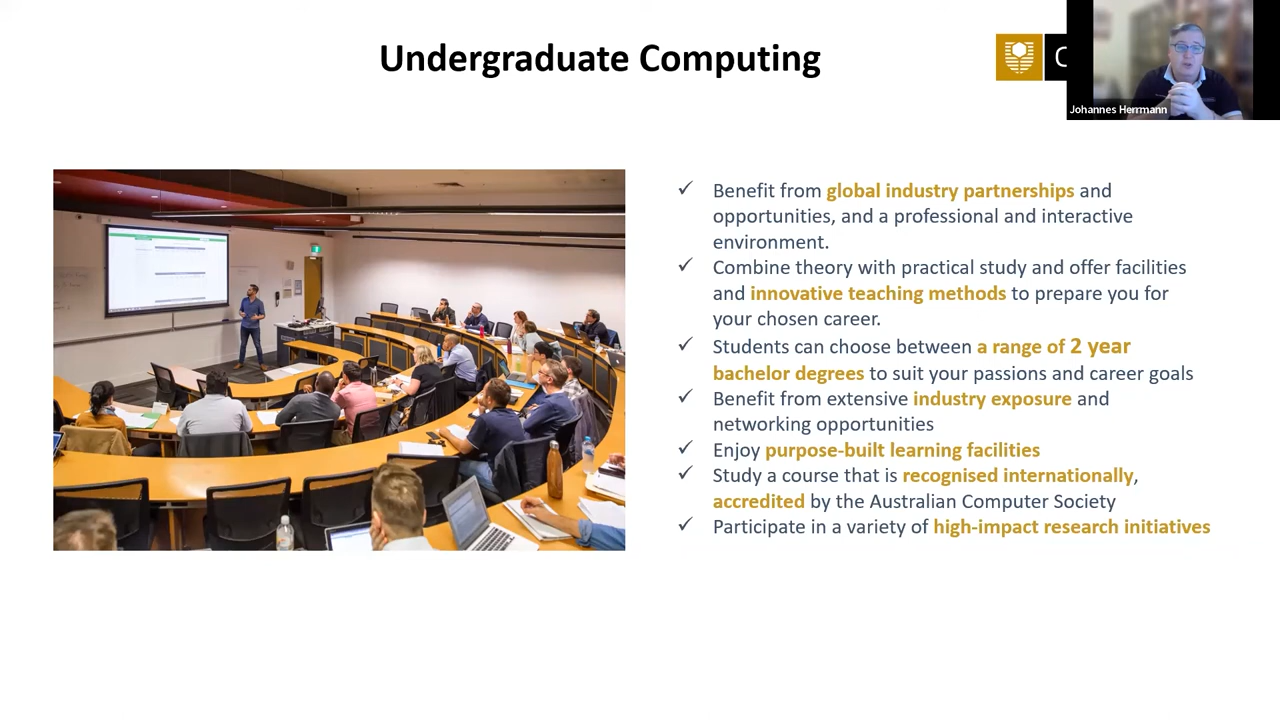 Undergraduate Computing
C
Johannes Herrmann
✓ Benefit from global industry partnerships and
opportunities, and a professional and interactive
environment.
✓ Combine theory with practical study and offer facilities
and innovative teaching methods to prepare you for
your chosen career.
✓ Students can choose between a range of 2 year
bachelor degrees to suit your passions and career goals
✓ Benefit from extensive industry exposure and
networking opportunities
✓ Enjoy purpose-built learning facilities
✓ Study a course that is recognised internationally,
accredited by the Australian Computer Society
✓ Participate in a variety of high-impact research initiatives